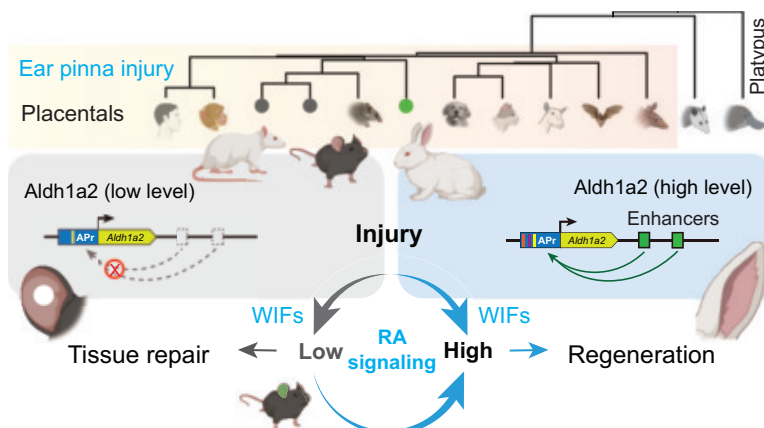 Platypus
Ear pinna injury
Placentals
Aldh1a2 (low level)
Aldh1a2 (high level)
Enhancers
APr
Aldh1a2
APr
Aldh1a2
Injury
X
WIFs
WIFs
Tissue repair
Low
RA
signaling
High
Regeneration